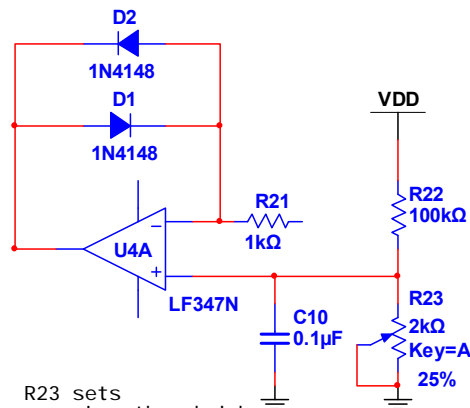 D2
1N4148
D1
1N4148
VDD
R21
1kΩ
R22
100kΩ
U4A
LF347N
C10
0.1µF
R23
2kΩ
Key=A
25%
R23 sets